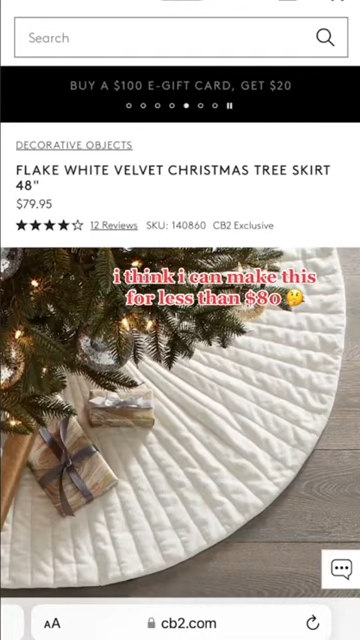 Search
BUY A $100 E-GIFT CARD, GET $20
DECORATIVE OBJECTS
FLAKE WHITE VELVET CHRISTMAS TREE SKIRT
48"
$79.95
12 Reviews SKU: 140860 CB2 Exclusive
i think i can make this
for less than $80 🤔
AA cb2.com